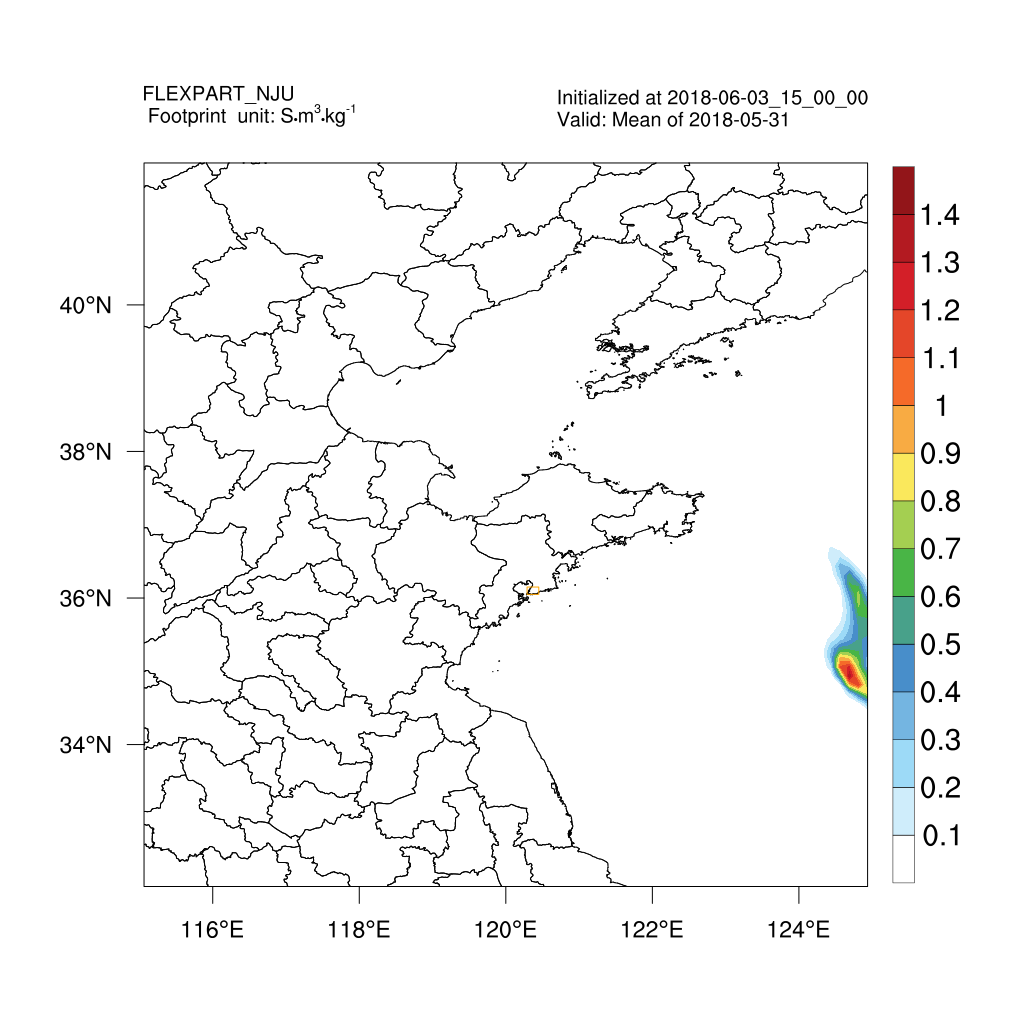 FLEXPART_NJU
Footprint unit: S•m³•kg⁻¹
Initialized at 2018-06-03_15_00_00
Valid: Mean of 2018-05-31
40°N
38°N
36°N
34°N
116°E
118°E
120°E
122°E
124°E
1.4
1.3
1.2
1.1
1
0.9
0.8
0.7
0.6
0.5
0.4
0.3
0.2
0.1